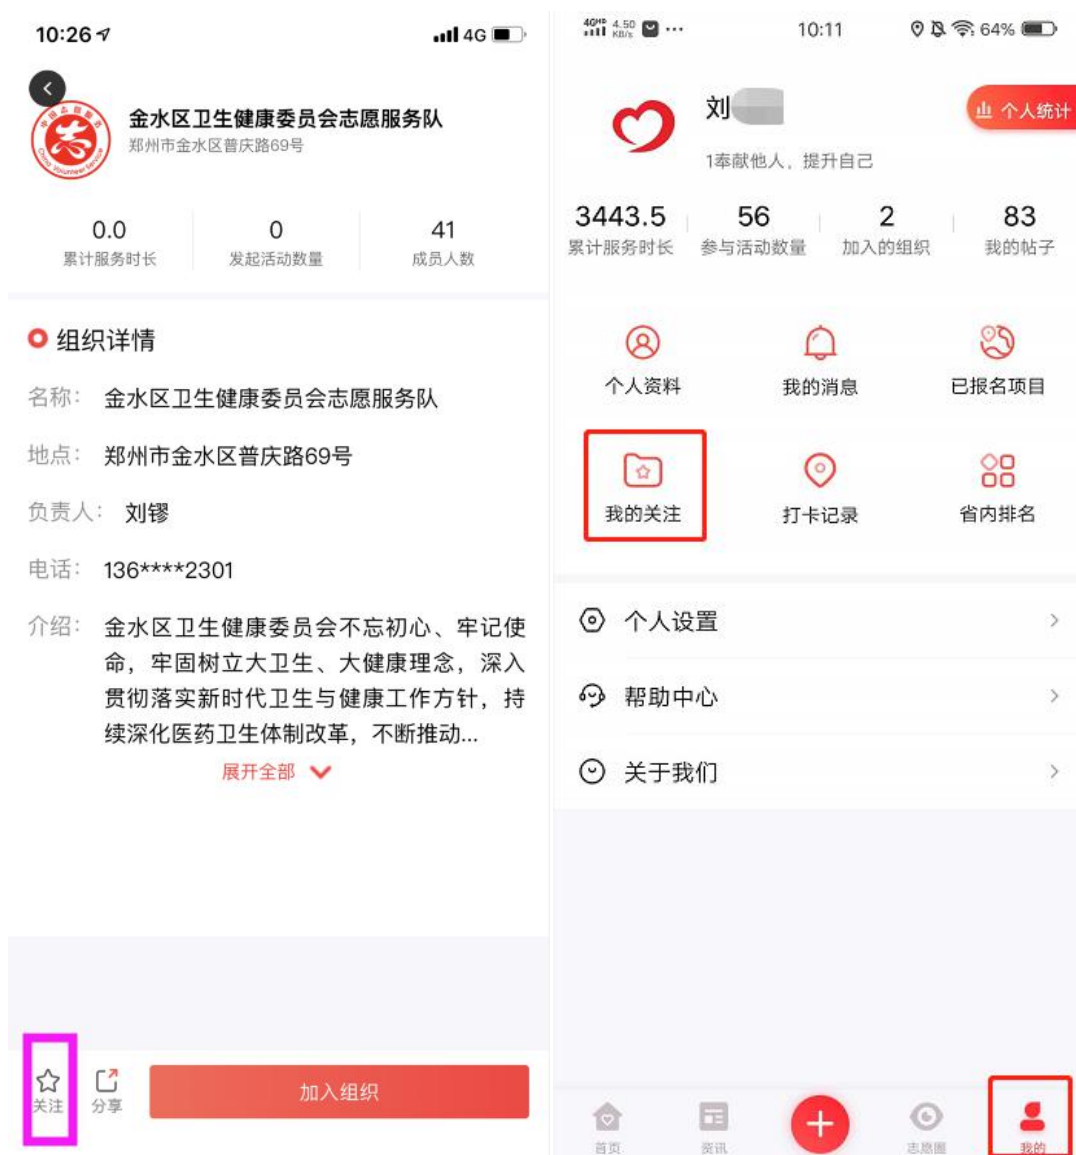 10:26
4G
金水区卫生健康委员会志愿服务队
郑州市金水区普庆路69号
0.0
0
41
累计服务时长
发起活动数量
成员人数
组织详情
名称: 金水区卫生健康委员会志愿服务队
地点: 郑州市金水区普庆路69号
负责人: 刘镠
电话: 136****2301
介绍: 金水区卫生健康委员会不忘初心、牢记使
命，牢固树立大卫生、大健康理念，深入
贯彻落实新时代卫生与健康工作方针，持
续深化医药卫生体制改革，不断推动...
展开全部
关注
分享
加入组织
4GHD 4.50 KB/s ...
10:11
64%
刘
个人统计
1奉献他人，提升自己
3443.5
56
2
83
累计服务时长
参与活动数量
加入的组织
我的帖子
个人资料
我的消息
已报名项目
我的关注
打卡记录
省内排名
个人设置
帮助中心
关于我们
首页
资讯
志愿圈
我的